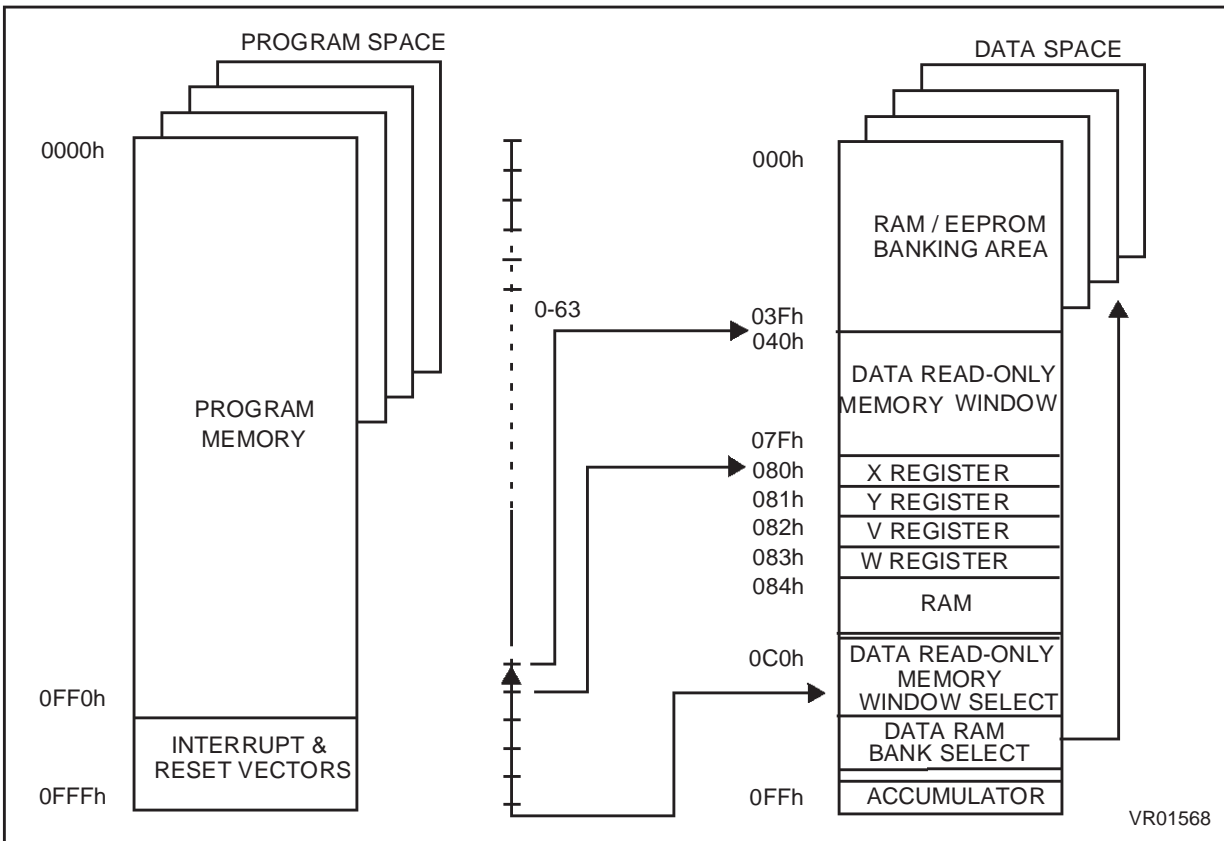 PROGRAM SPACE
0000h
PROGRAM
MEMORY
0FF0h
INTERRUPT &
RESET VECTORS
0FFFh
0-63
DATA SPACE
000h
RAM / EEPROM
BANKING AREA
03Fh
040h
DATA READ-ONLY
MEMORY WINDOW
07Fh
080h
X REGISTER
081h
Y REGISTER
082h
V REGISTER
083h
W REGISTER
084h
RAM
0C0h
DATA READ-ONLY
MEMORY
WINDOW SELECT
DATA RAM
BANK SELECT
0FFh
ACCUMULATOR
VR01568